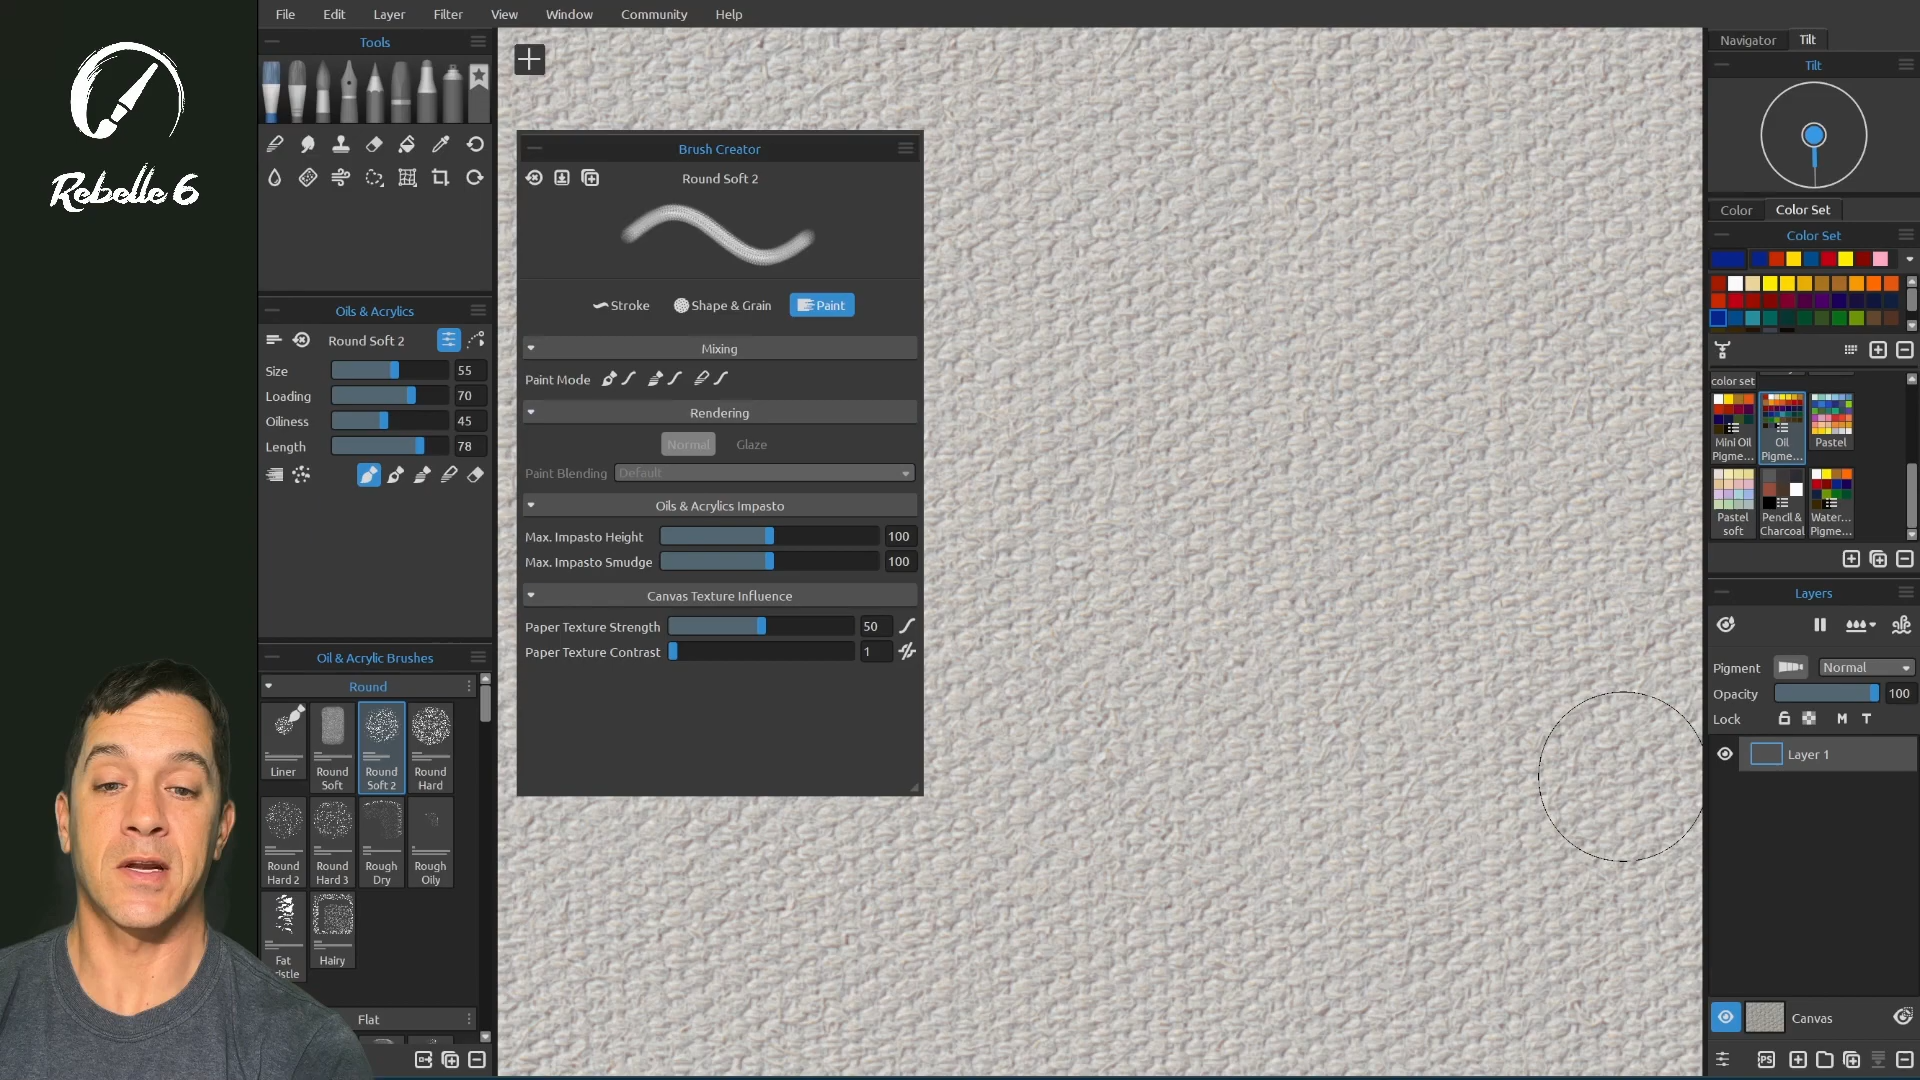 Rebelle 6
File Edit Layer Filter View Window Community Help
Tools
Oils & Acrylics
Round Soft 2
Size 55
Loading 70
Oiliness 45
Length 78
Oil & Acrylic Brushes
Round
Liner
Round Soft
Round Soft 2
Round Hard
Round Hard 2
Round Hard 3
Rough Dry
Rough Oily
Fat
Hairy
Flat
Brush Creator
Round Soft 2
Stroke Shape & Grain Paint
Mixing
Paint Mode
Rendering
Normal Glaze
Paint Blending Default
Oils & Acrylics Impasto
Max. Impasto Height 100
Max. Impasto Smudge 100
Canvas Texture Influence
Paper Texture Strength 50
Paper Texture Contrast 1
Navigator Tilt
Tilt
Color Color Set
Color Set
color set
Mini Oil Pigme...
Oil Pigme...
Pastel
Pastel soft
Pencil & Charcoal
Water... Pigme...
Layers
Pigment Normal
Opacity 100
Lock M T
Layer 1
Canvas
PS